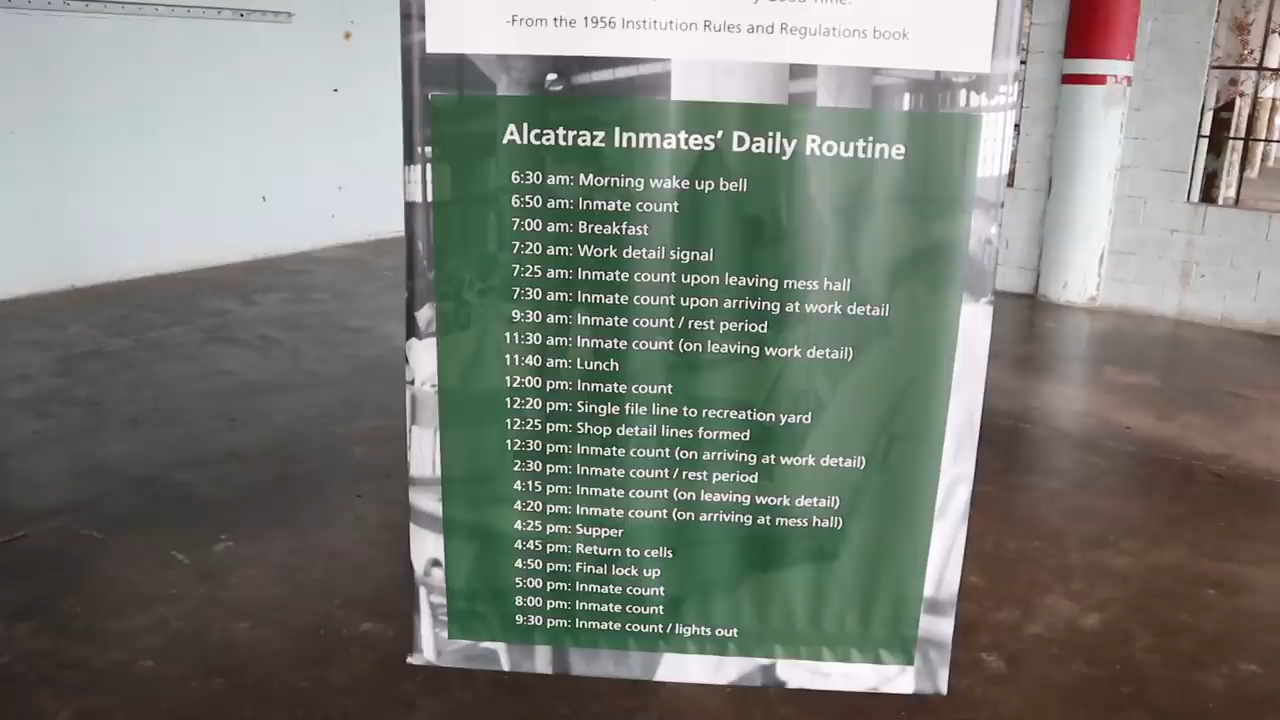 -From the 1956 Institution Rules and Regulations book
Alcatraz Inmates' Daily Routine
6:30 am: Morning wake up bell
6:50 am: Inmate count
7:00 am: Breakfast
7:20 am: Work detail signal
7:25 am: Inmate count upon leaving mess hall
7:30 am: Inmate count upon arriving at work detail
9:30 am: Inmate count / rest period
11:30 am: Inmate count (on leaving work detail)
11:40 am: Lunch
12:00 pm: Inmate count
12:20 pm: Single file line to recreation yard
12:25 pm: Shop detail lines formed
12:30 pm: Inmate count (on arriving at work detail)
2:30 pm: Inmate count / rest period
4:15 pm: Inmate count (on leaving work detail)
4:20 pm: Inmate count (on arriving at mess hall)
4:25 pm: Supper
4:45 pm: Return to cells
4:50 pm: Final lock up
5:00 pm: Inmate count
8:00 pm: Inmate count
9:30 pm: Inmate count / lights out